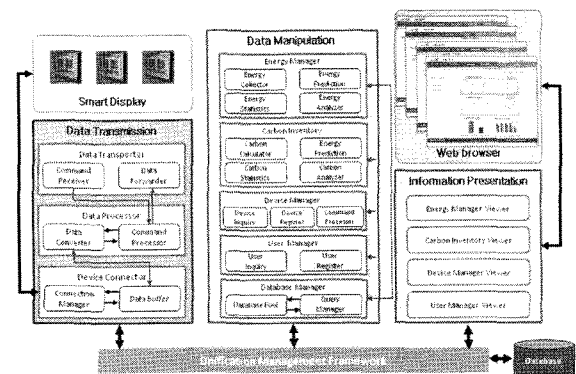 Smart Display
Data Transmission
Data Transporter
Command
Receiver
Data
Forwarder
Data Processor
Data
Converter
Command
Processor
Device Connector
Connection
Manager
Data Buffer
Data Manipulation
Energy Manager
Energy
Collector
Energy
Prediction
Energy
Statistics
Energy
Analyzer
Carbon Inventory
Carbon
Calculator
Energy
Prediction
Carbon
Statistics
Carbon
Analyzer
Device Manager
Device
Inquiry
Device
Register
Command
Processor
User Manager
User
Inquiry
User
Register
Database Manager
Database Pool
Query
Manager
Web browser
Information Presentation
Energy Manager Viewer
Carbon Inventory Viewer
Device Manager Viewer
User Manager Viewer
Unification Management Framework
Database